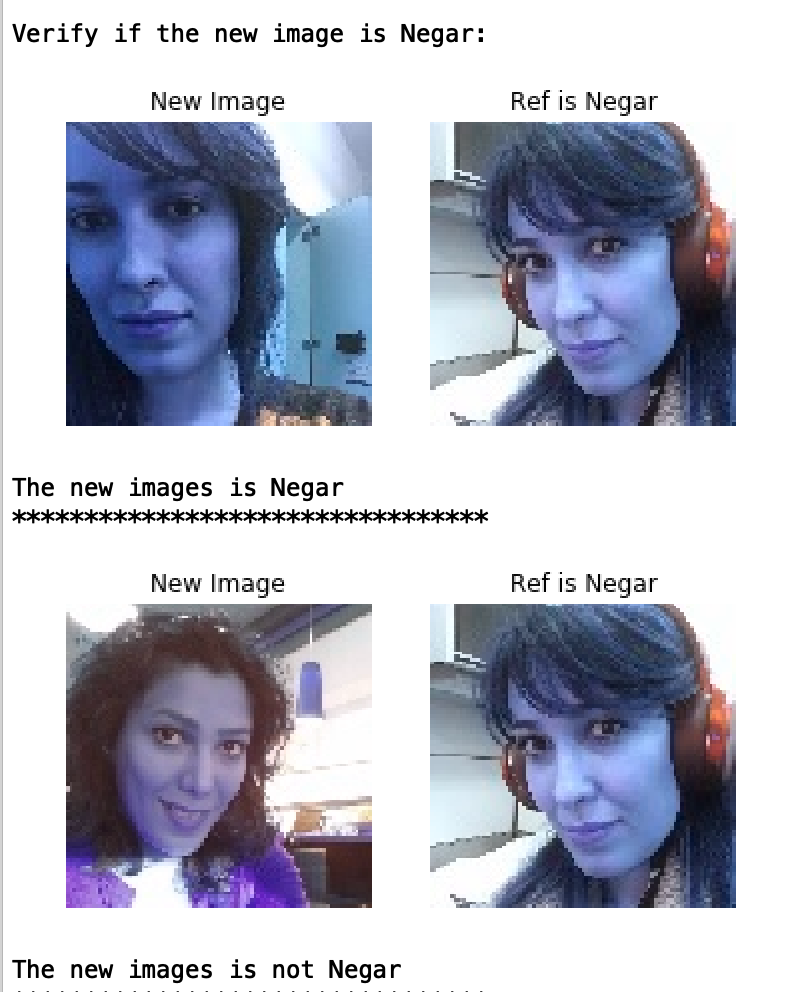 Verify if the new image is Negar:
New Image Ref is Negar
The new images is Negar
*********************************
New Image Ref is Negar
The new images is not Negar